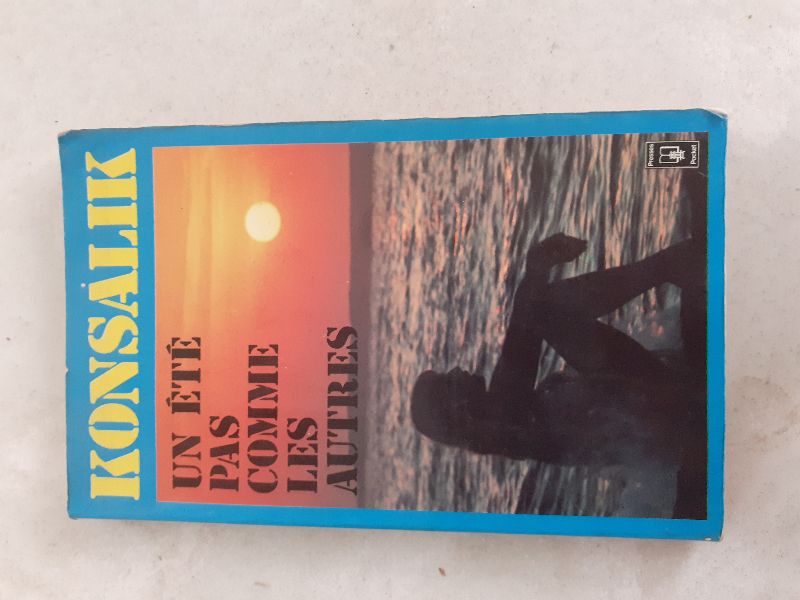 KONSALIK
UN ÉTÉ
PAS
COMME
LES
AUTRES
Presses
Pocket